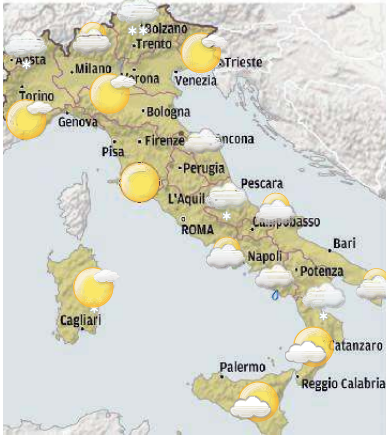 Bolzano
Trento
Aosta
Milano
Verona
Trieste
Venezia
Torino
Genova
Bologna
Pisa
Firenze
Ancona
Perugia
L'Aquil
Pescara
ROMA
Campobasso
Bari
Napoli
Potenza
Cagliari
Catanzaro
Palermo
Reggio Calabria